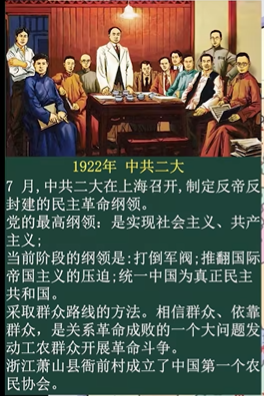 1922年 中共二大
7 月,中共二大在上海召开,制定反帝反
封建的民主革命纲领。
党的最高纲领：是实现社会主义、共产
主义;
当前阶段的纲领是:打倒军阀;推翻国际
帝国主义的压迫;统一中国为真正民主
共和国。
采取群众路线的方法。相信群众、依靠
群众，是关系革命成败的一个大问题发
动工农群众开展革命斗争。
浙江萧山县衙前村成立了中国第一个农
民协会。